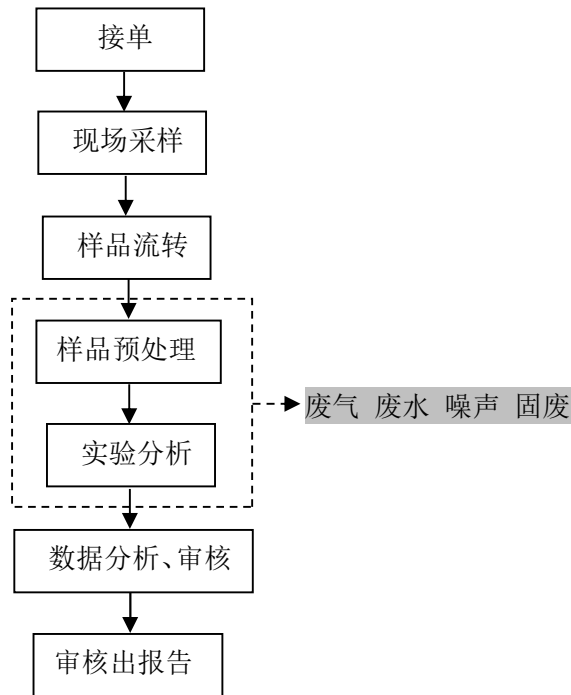 接单
现场采样
样品流转
样品预处理
废气 废水 噪声 固废
实验分析
数据分析、审核
审核出报告